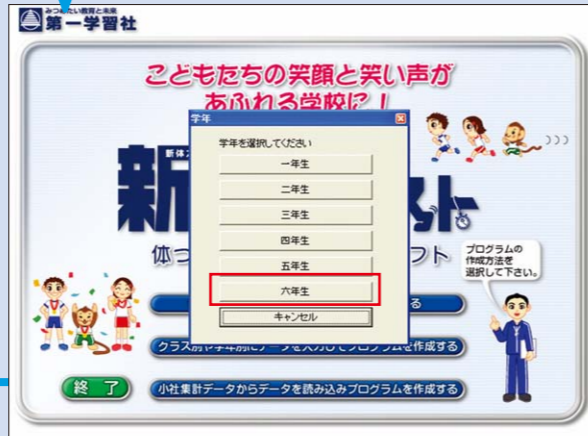 みつめたい教育と未来
第一学習社
こどもたちの笑顔と笑い声が
あふれる学校に!
学年
学年を選択してください
一年生
二年生
三年生
四年生
五年生
六年生
キャンセル
新体
新
スト
体つ
フト
プログラムの
作成方法を
選択して下さい。
る
クラス別や学年別にデータを入力してプログラムを作成する
終 了
小社集計データからデータを読み込みプログラムを作成する